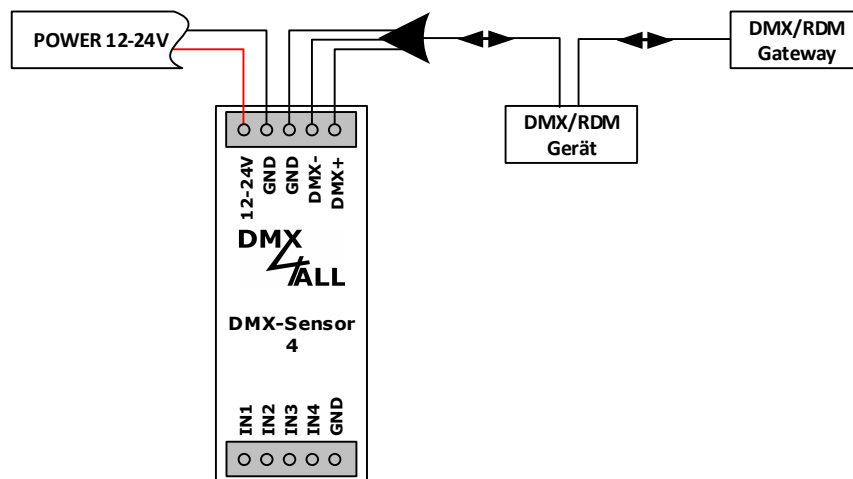 POWER 12-24V
DMX/RDM
Gateway
DMX/RDM
Gerät
12-24V
GND
GND
DMX-
DMX+
DMX
4ALL
DMX-Sensor
4
IN1
IN2
IN3
IN4
GND